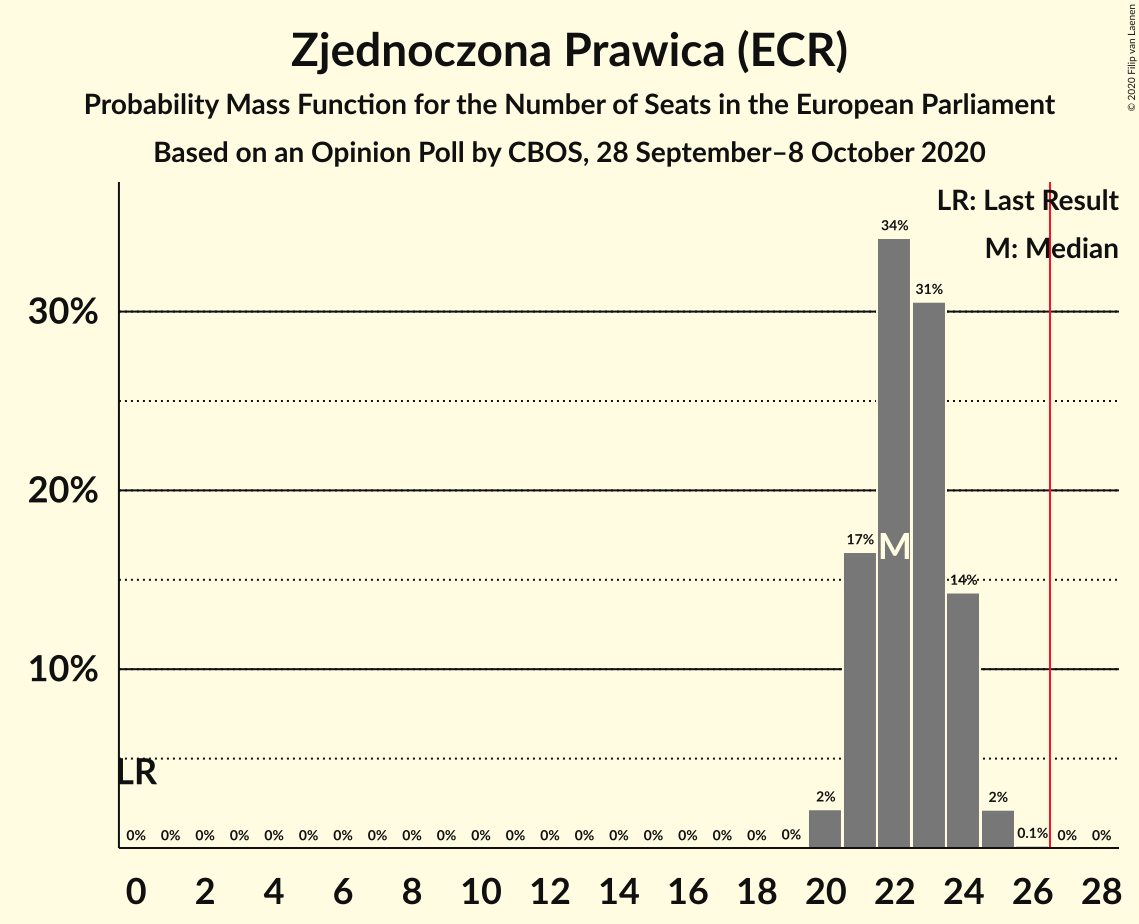 Zjednoczona Prawica (ECR)
Probability Mass Function for the Number of Seats in the European Parliament
Based on an Opinion Poll by CBOS, 28 September–8 October 2020
© 2020 Filip van Laenen
LR: Last Result
M: Median
34%
31%
30%
20%
17%
M
14%
10%
LR
2%
2%
0% 0% 0% 0% 0% 0% 0% 0% 0% 0% 0% 0% 0% 0% 0% 0% 0% 0% 0% 0% 0.1% 0% 0%
0 2 4 6 8 10 12 14 16 18 20 22 24 26 28